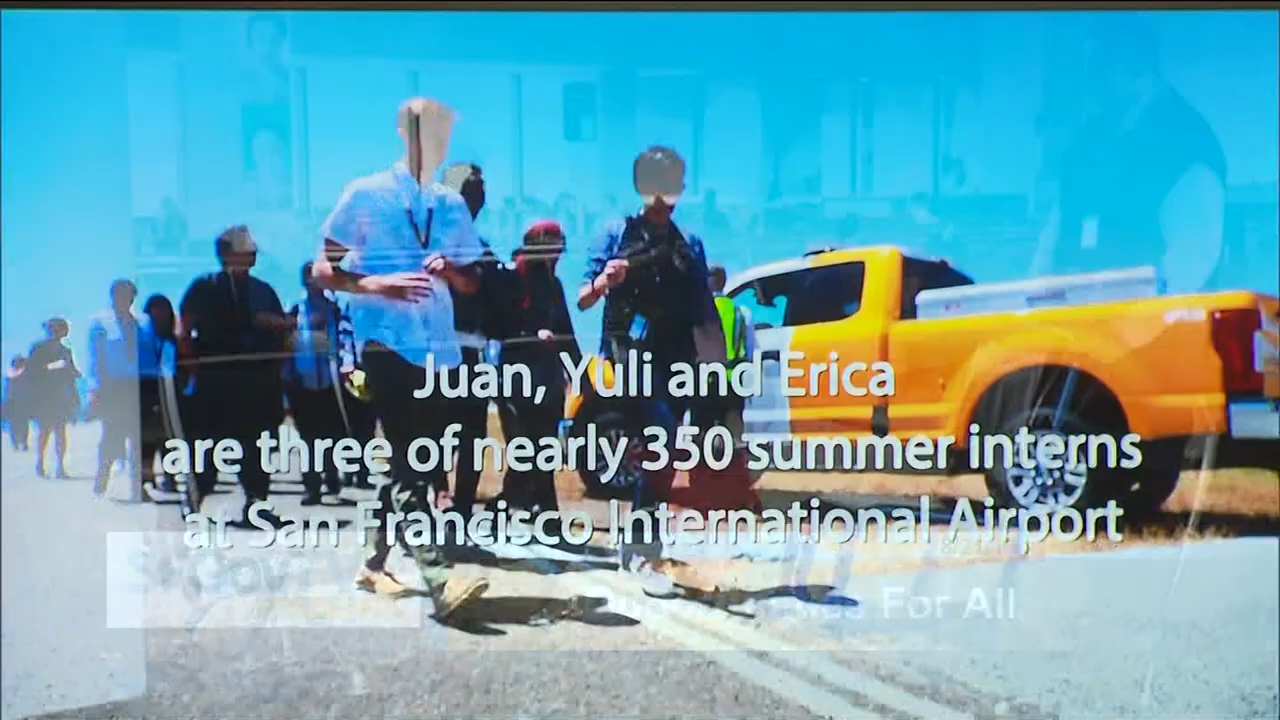 Juan, Yuli and Erica
are three of nearly 350 summer interns
at San Francisco International Airport
For All